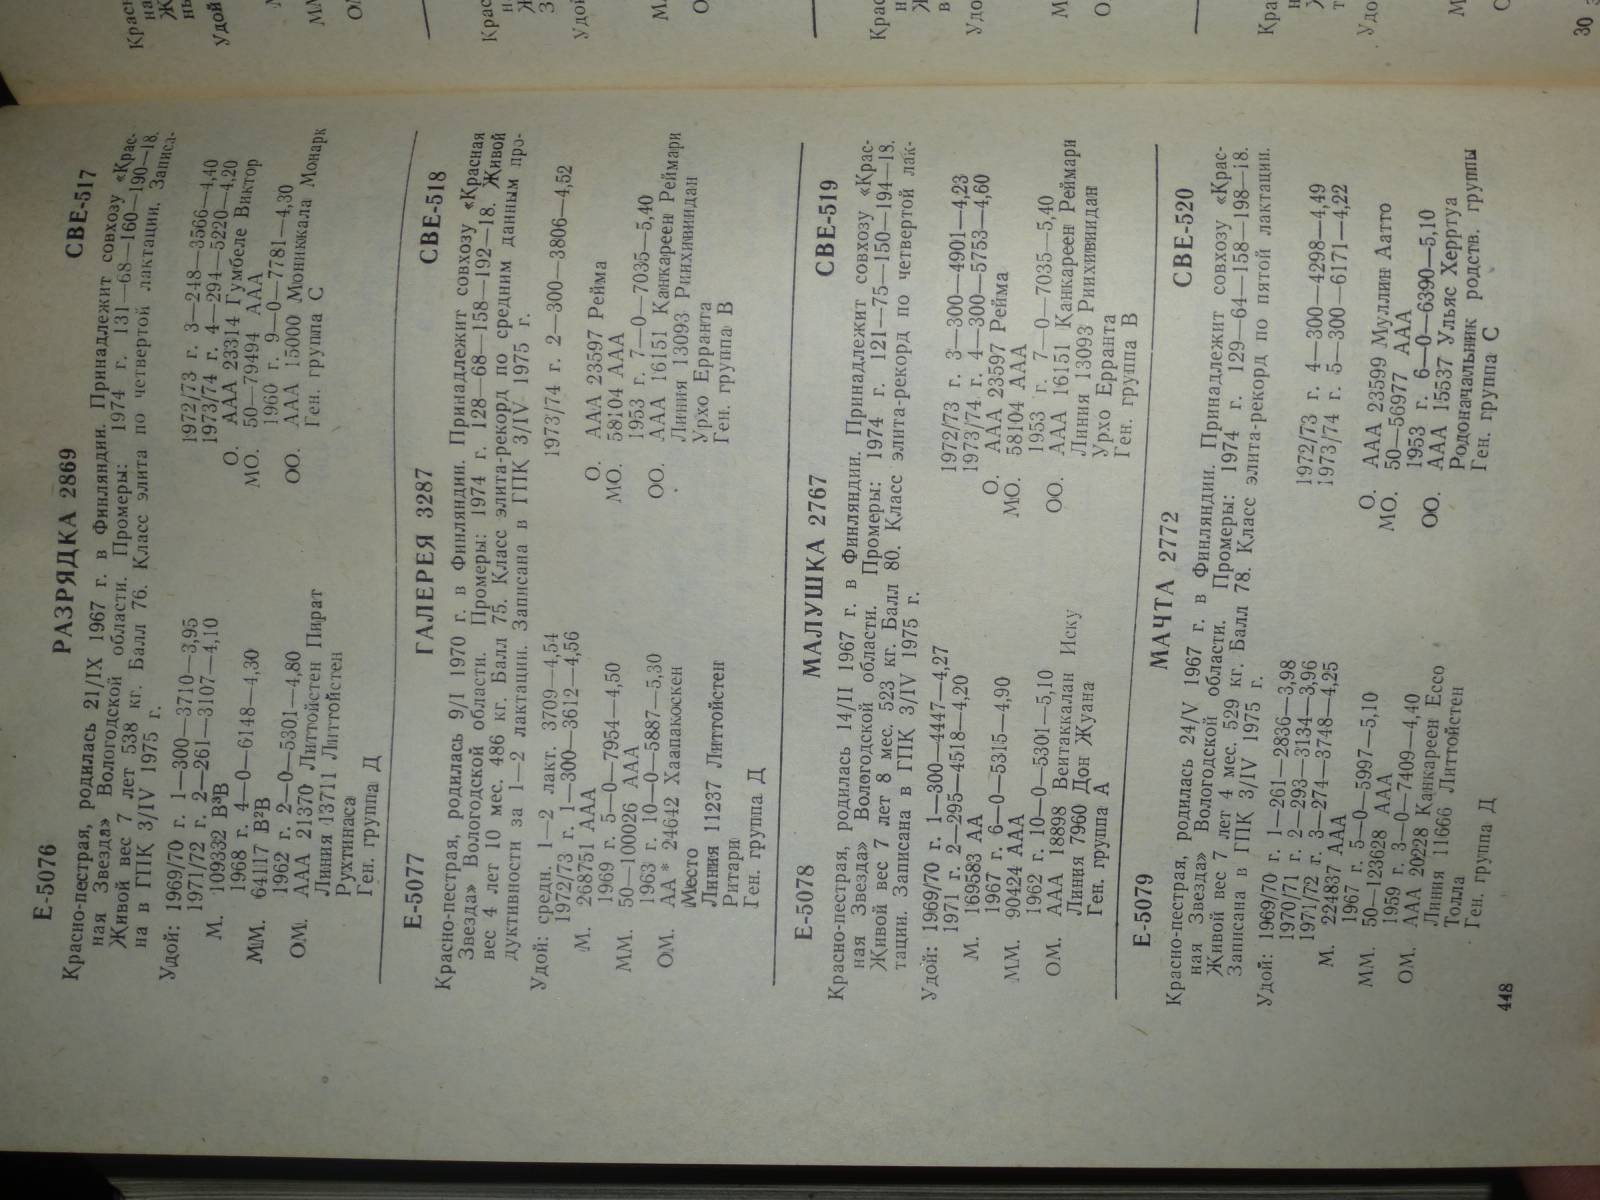 Е-5076 РАЗРЯДКА 2869 СВЕ-517
Красно-пестрая, родилась 21/IX 1967 г. в Финляндии. Принадлежит совхозу «Крас-
ная Звезда» Вологодской области. Промеры: 1974 г. 131—68—160—190—18.
Живой вес 7 лет 538 кг. Балл 76. Класс элита по четвертой лактации. Записа-
на в ГПК 3/IV 1975 г.
Удой: 1969/70 г. 1—300—3710—3,95 1972/73 г. 3—248—3566—4,40
1971/72 г. 2—261—3107—4,10 1973/74 г. 4—294—5220—4,20
М. 109332 В³В О. ААА 23314 Гумбеле Виктор
1968 г. 4—0—6148—4,30 МО. 50—79494 ААА
ММ. 64117 В²В 1960 г. 9—0—7781—4,30
1962 г. 2—0—5301—4,80 ОО. ААА 15000 Мониккала Монарк
ОМ. ААА 21370 Литтойстен Пират Ген. группа С
Линия 13711 Литтойстен
Рухтинаса
Ген. группа Д
Е-5077 ГАЛЕРЕЯ 3287 СВЕ-518
Красно-пестрая, родилась 9/I 1970 г. в Финляндии. Принадлежит совхозу «Красная
Звезда» Вологодской области. Промеры: 1974 г. 128—68—158—192—18. Живой
вес 4 лет 10 мес. 486 кг. Балл 75. Класс элита-рекорд по средним данным про-
дуктивности за 1—2 лактации. Записана в ГПК 3/IV 1975 г.
Удой: средн. 1—2 лакт. 3709—4,54 1973/74 г. 2—300—3806—4,52
1972/73 г. 1—300—3612—4,56
М. 268751 ААА О. ААА 23597 Рейма
1969 г. 5—0—7954—4,50 МО. 58104 ААА
ММ. 50—100026 ААА 1953 г. 7—0—7035—5,40
1963 г. 10—0—5887—5,30 ОО. ААА 16151 Канкареен Реймари
ОМ. АА* 24642 Хаапакоскен Линия 13093 Риихивиидан
Место Урхо Ерранта
Линия 11237 Литтойстен Ген. группа В
Ритари
Ген. группа Д
Е-5078 МАЛУШКА 2767 СВЕ-519
Красно-пестрая, родилась 14/II 1967 г. в Финляндии. Принадлежит совхозу «Крас-
ная Звезда» Вологодской области. Промеры: 1974 г. 121—75—150—194—18.
Живой вес 7 лет 8 мес. 523 кг. Балл 80. Класс элита-рекорд по четвертой лак-
тации. Записана в ГПК 3/IV 1975 г.
Удой: 1969/70 г. 1—300—4447—4,27 1972/73 г. 3—300—4901—4,23
1971 г. 2—295—4518—4,20 1973/74 г. 4—300—5753—4,60
М. 169583 АА О. ААА 23597 Рейма
1967 г. 6—0—5315—4,90 МО. 58104 ААА
ММ. 90424 ААА 1953 г. 7—0—7035—5,40
1962 г. 10—0—5301—5,10 ОО. ААА 16151 Канкареен Реймари
ОМ. ААА 18898 Вентаккалан Иску Линия 13093 Риихивиидан
Линия 7960 Дон Жуана Урхо Ерранта
Ген. группа А Ген. группа В
Е-5079 МАЧТА 2772 СВЕ-520
Красно-пестрая, родилась 24/V 1967 г. в Финляндии. Принадлежит совхозу «Крас-
ная Звезда» Вологодской области. Промеры: 1974 г. 129—64—158—198—18.
Живой вес 7 лет 4 мес. 529 кг. Балл 78. Класс элита-рекорд по пятой лактации.
Записана в ГПК 3/IV 1975 г.
Удой: 1969/70 г. 1—261—2836—3,98 1972/73 г. 4—300—4298—4,49
1970/71 г. 2—293—3134—3,96 1973/74 г. 5—300—6171—4,22
1971/72 г. 3—274—3748—4,25
М. 224837 ААА О. ААА 23599 Муллин Аатто
1967 г. 5—0—5997—5,10 МО. 50—56977 ААА
ММ. 50—123628 ААА 1953 г. 6—0—6390—5,10
1959 г. 3—0—7409—4,40 ОО. ААА 15537 Ульяс Херртуа
ОМ. ААА 20228 Канкареен Ессо Родоначальник родств. группы
Линия 11666 Литтойстен Ген. группа С
Толла
Ген. группа Д
448
30